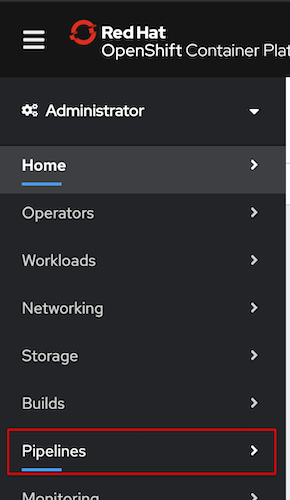 Red Hat
OpenShift Container Plat
Administrator
Home
Operators
Workloads
Networking
Storage
Builds
Pipelines
Monitoring